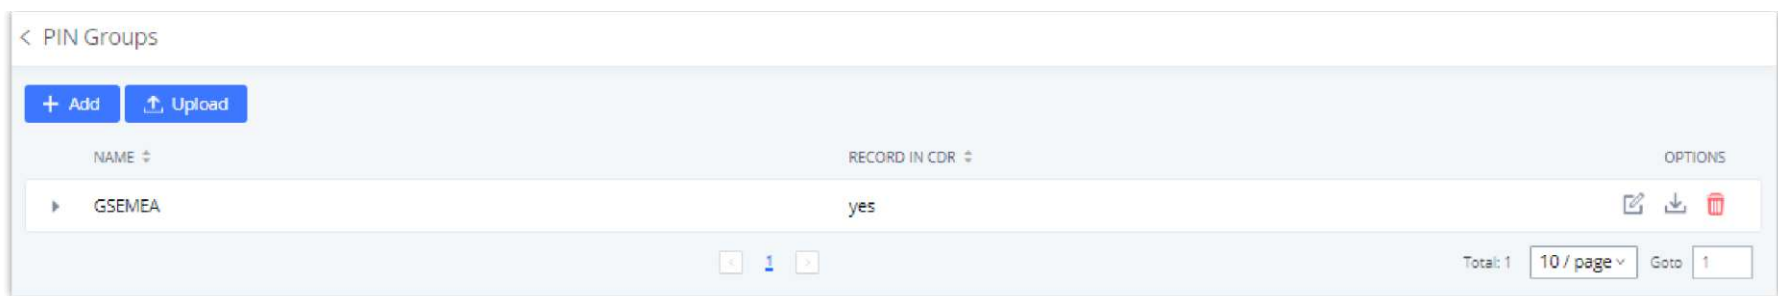 PIN Groups
Add Upload
NAME RECORD IN CDR OPTIONS
GSEMEA yes
1 Total: 1 10 / page Goto 1